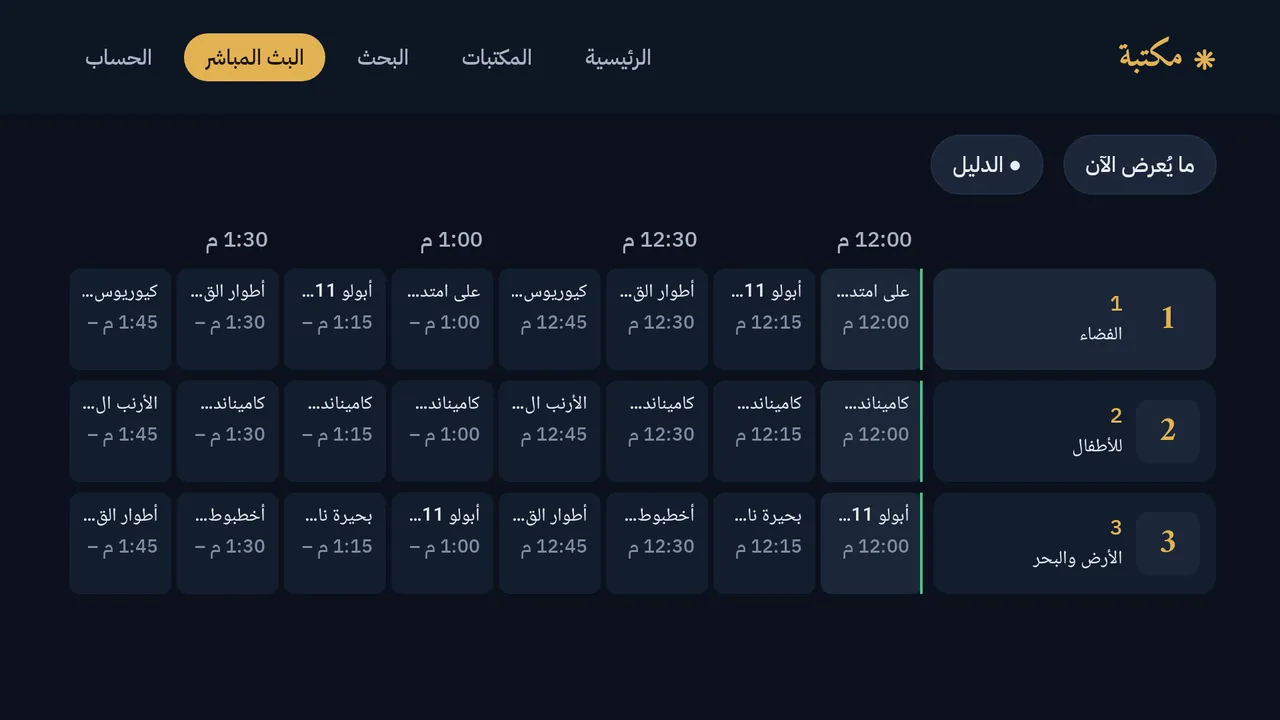 مكتبة
الرئيسية
المكتبات
البحث
البث المباشر
الحساب
ما يُعرض الآن
● الدليل
12:00 م
12:30 م
1:00 م
1:30 م
1
1
الفضاء
على امتد...
12:00 م
أبولو 11...
12:15 م
أطوار الق...
12:30 م
كيوريوس...
12:45 م
على امتد...
1:00 م –
أبولو 11...
1:15 م –
أطوار الق...
1:30 م –
كيوريوس...
1:45 م –
2
2
للأطفال
كاميناند...
12:00 م
كاميناند...
12:15 م
كاميناند...
12:30 م
الأرنب ال...
12:45 م
كاميناند...
1:00 م –
كاميناند...
1:15 م –
كاميناند...
1:30 م –
الأرنب ال...
1:45 م –
3
3
الأرض والبحر
أبولو 11...
12:00 م
بحيرة نا...
12:15 م
أخطبوط...
12:30 م
أطوار الق...
12:45 م
أبولو 11...
1:00 م –
بحيرة نا...
1:15 م –
أخطبوط...
1:30 م –
أطوار الق...
1:45 م –